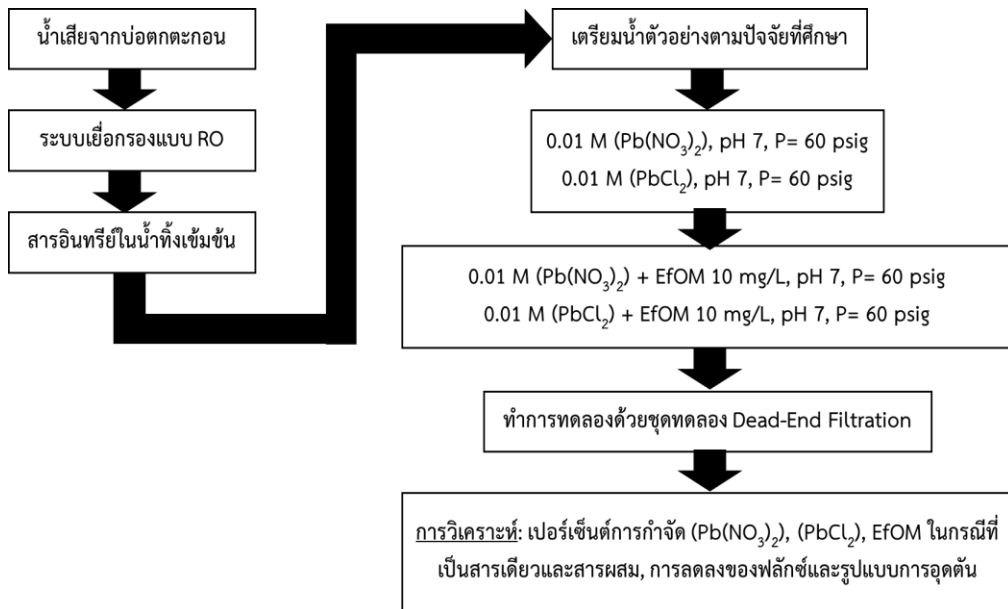 น้ำเสียจากบ่อตกตะกอน
ระบบเยื่อกรองแบบ RO
สารอินทรีย์ในน้ำทิ้งเข้มข้น
เตรียมน้ำตัวอย่างตามปัจจัยที่ศึกษา
0.01 M (Pb(NO₃)₂), pH 7, P= 60 psig
0.01 M (PbCl₂), pH 7, P= 60 psig
0.01 M (Pb(NO₃)₂) + EfOM 10 mg/L, pH 7, P= 60 psig
0.01 M (PbCl₂) + EfOM 10 mg/L, pH 7, P= 60 psig
ทำการทดลองด้วยชุดทดลอง Dead-End Filtration
การวิเคราะห์: เปอร์เซ็นต์การกำจัด (Pb(NO₃)₂), (PbCl₂), EfOM ในกรณีที่
เป็นสารเดียวและสารผสม, การลดลงของฟลักซ์และรูปแบบการอุดตัน